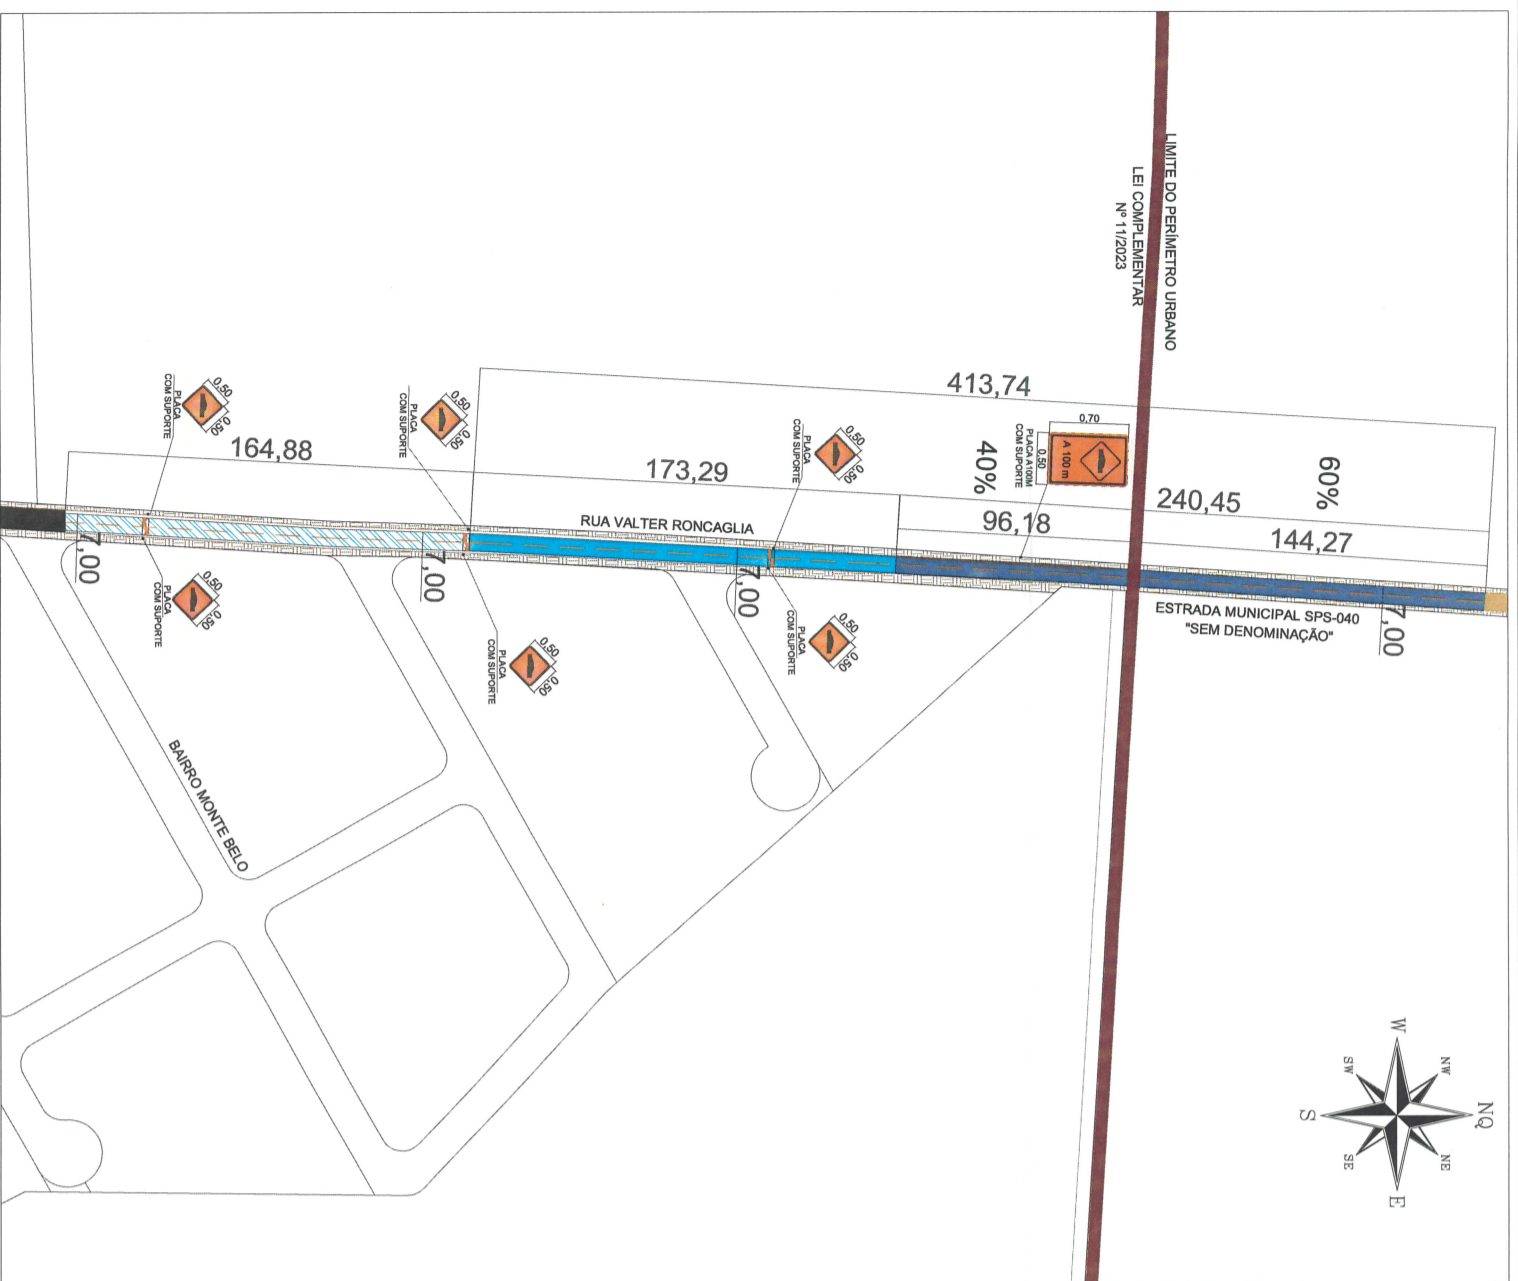 LIMITE DO PERÍMETRO URBANO
LEI COMPLEMENTAR
Nº 11/2023
413,74
0,70
A 100 m
0,50
PLACA A100M
COM SUPORTE
60%
40%
240,45
96,18
144,27
164,88
173,29
0,50
0,50
PLACA
COM SUPORTE
0,50
0,50
PLACA
COM SUPORTE
0,50
0,50
PLACA
COM SUPORTE
RUA VALTER RONCAGLIA
7,00
7,00
7,00
7,00
ESTRADA MUNICIPAL SPS-040
"SEM DENOMINAÇÃO"
0,50
0,50
PLACA
COM SUPORTE
0,50
0,50
PLACA
COM SUPORTE
0,50
0,50
PLACA
COM SUPORTE
BAIRRO MONTE BELO
NQ
NW
NE
W
E
SW
SE
S